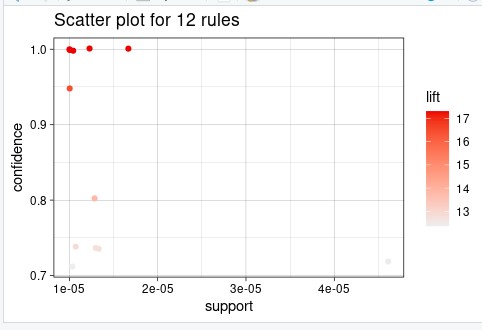 Scatter plot for 12 rules
1.0
0.9
0.8
0.7
confidence
1e-05 2e-05 3e-05 4e-05
support
lift
17
16
15
14
13